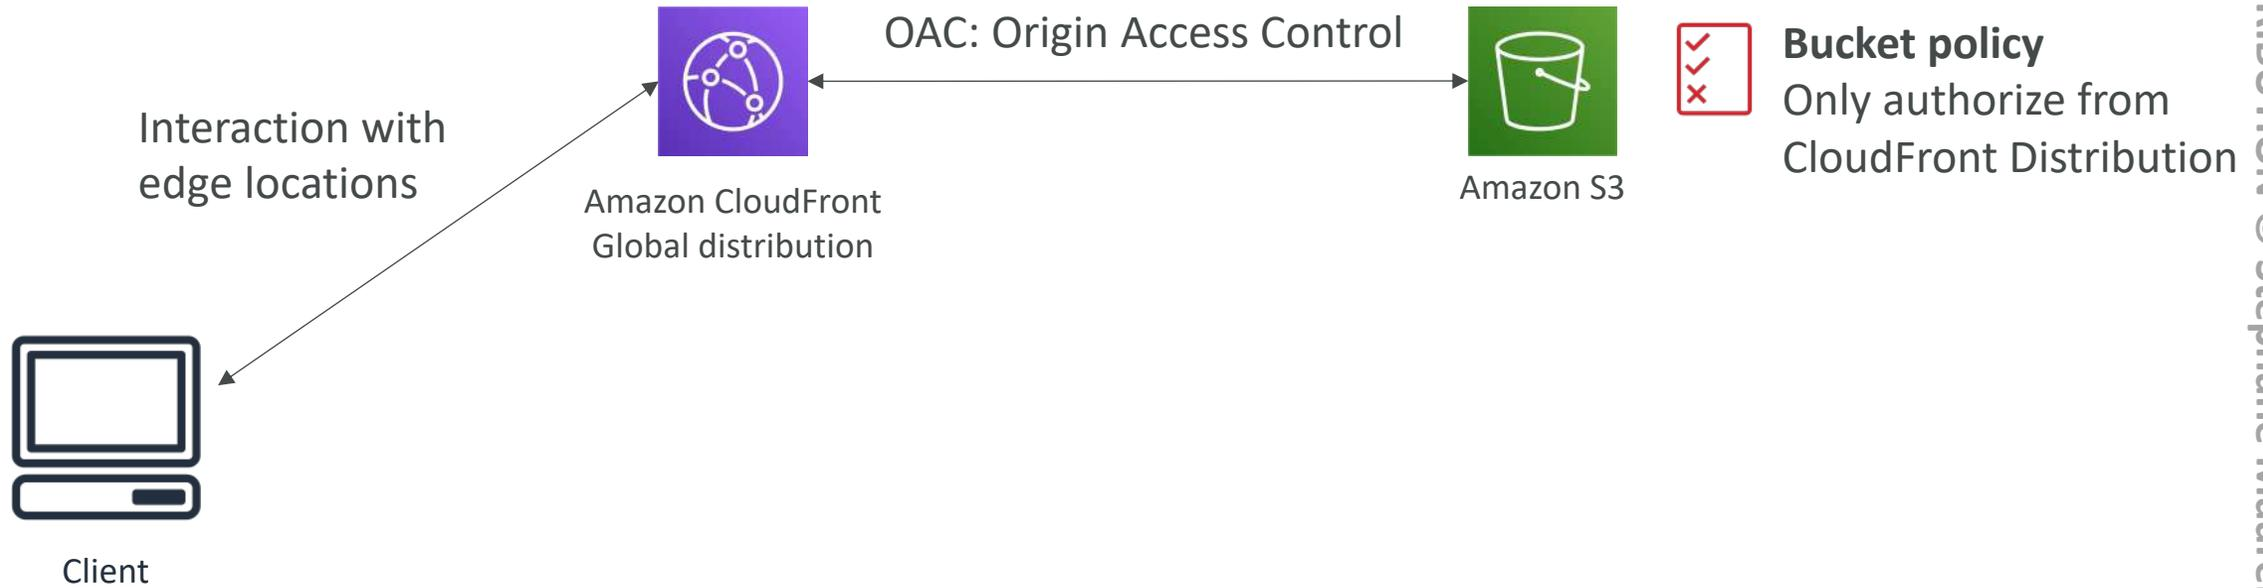 OAC: Origin Access Control
Bucket policy
Only authorize from
CloudFront Distribution
Interaction with
edge locations
Amazon CloudFront
Global distribution
Amazon S3
Client